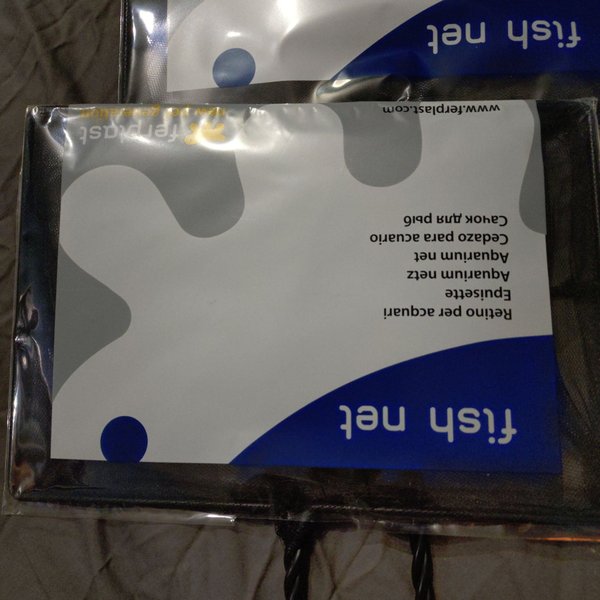 fish net
Retino per acquari
Epuisette
Aquarium netz
Aquarium net
Cedazo para acuario
Сачок для рыб
www.ferplast.com
ferplast
fish net